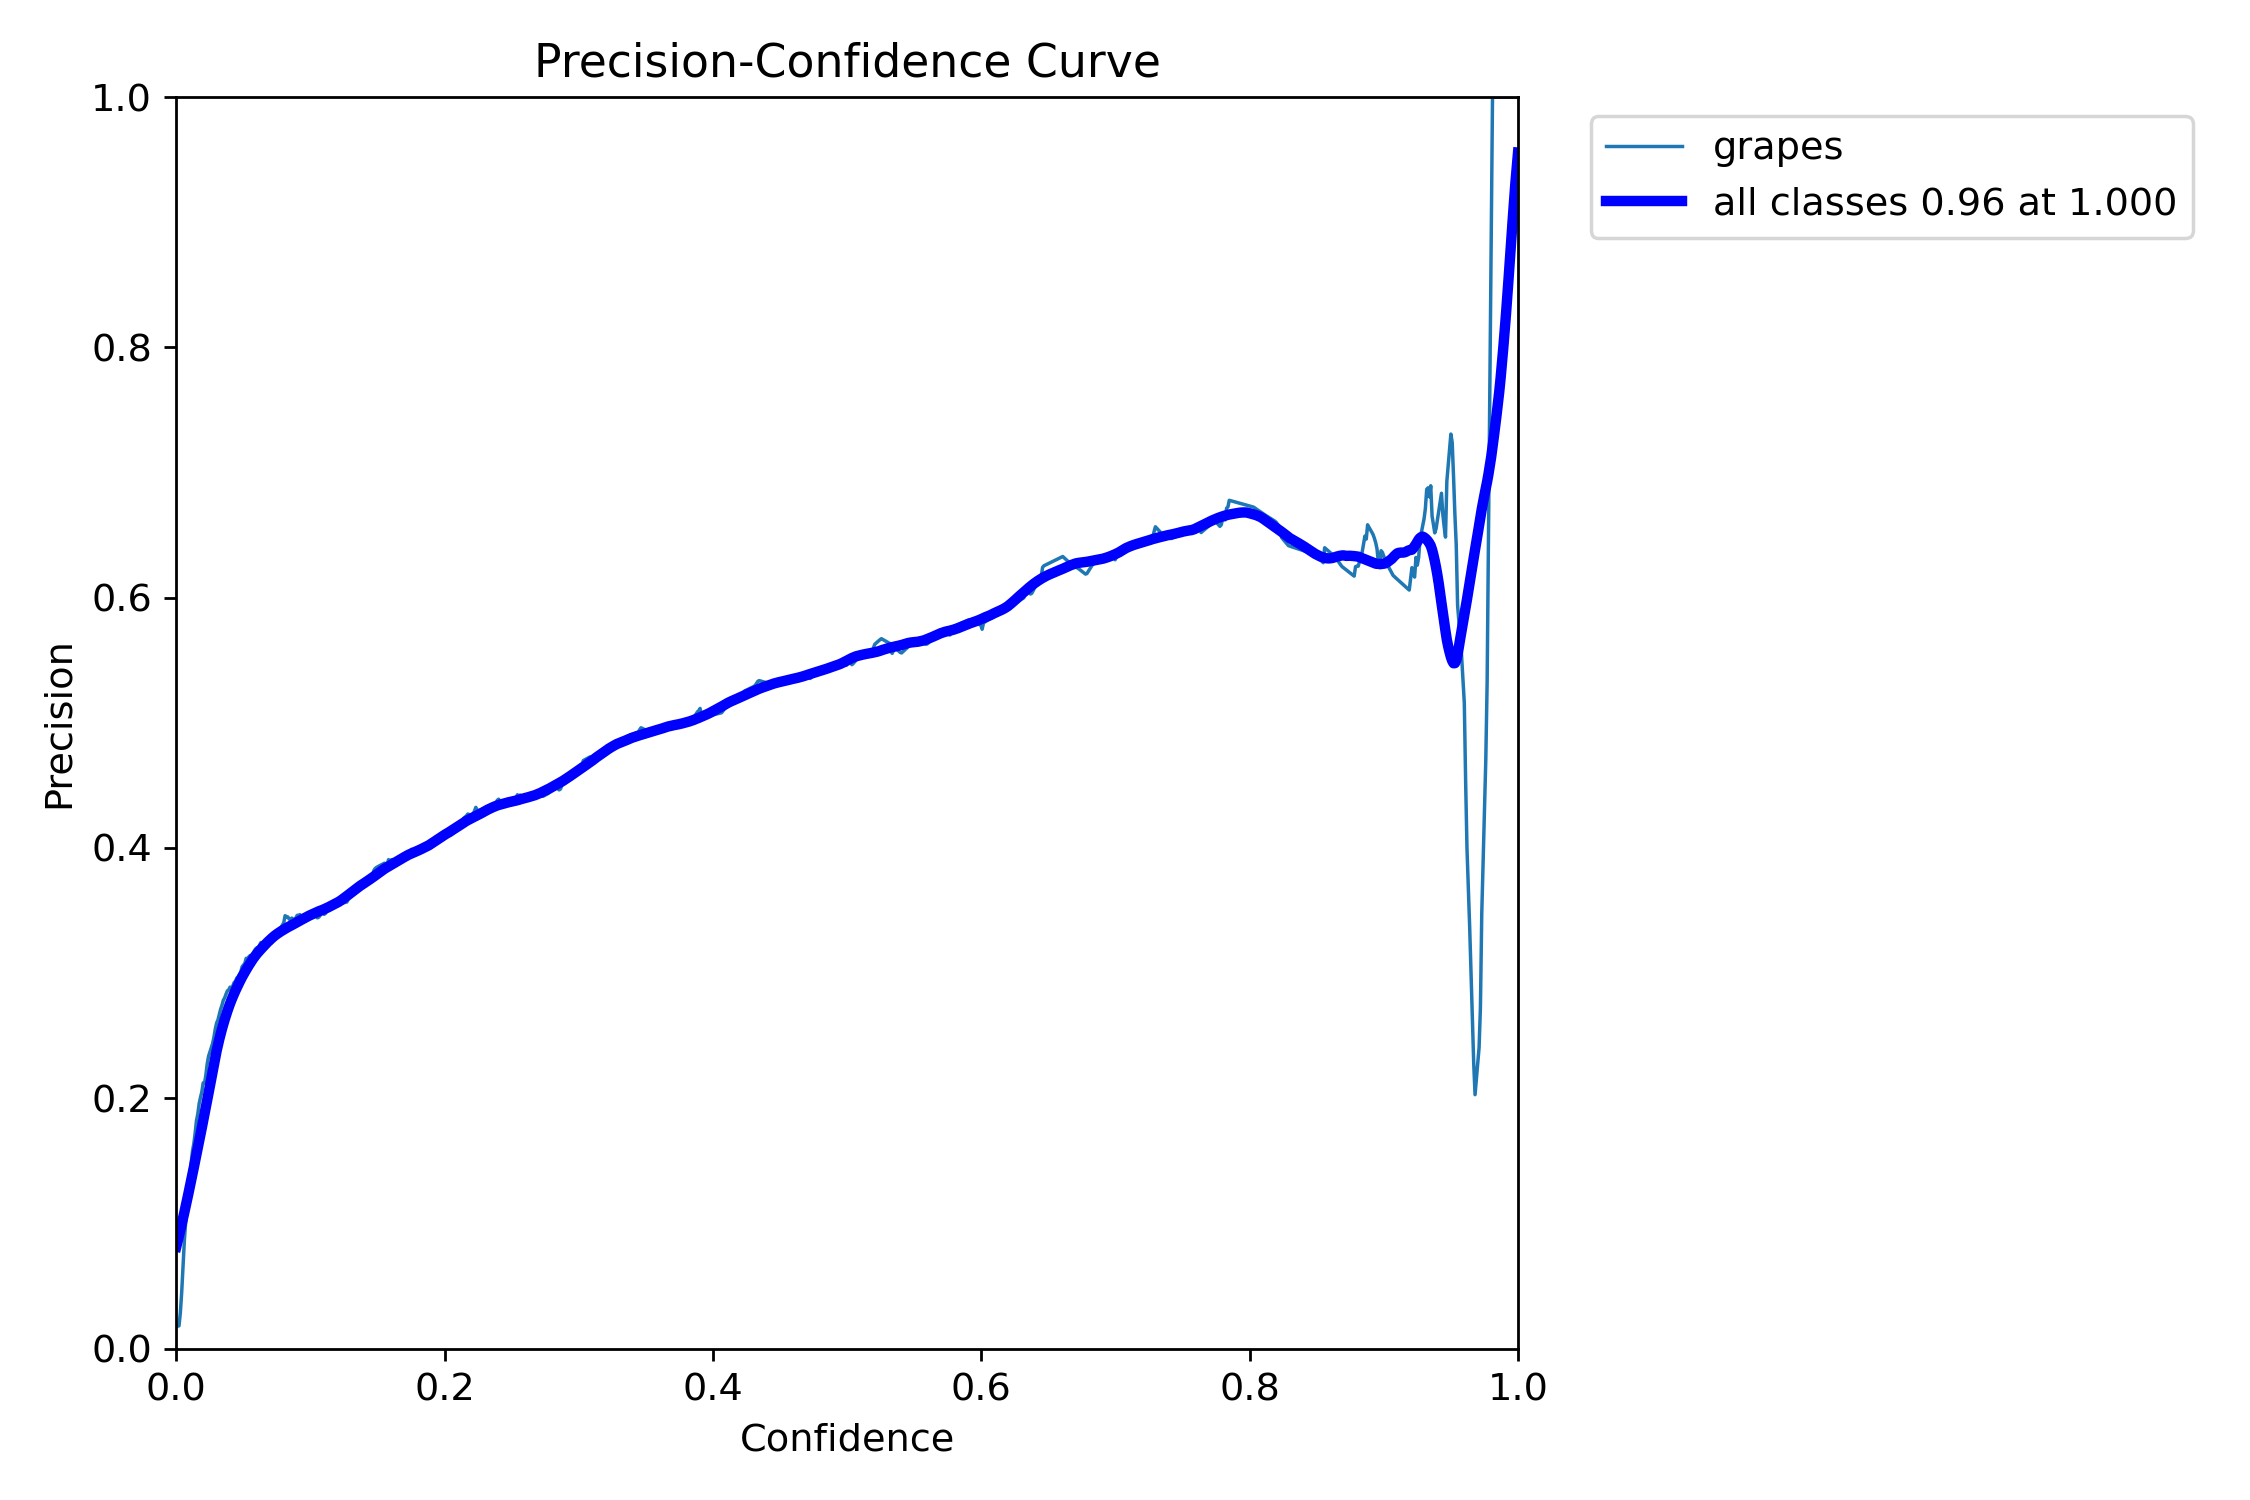 Precision-Confidence Curve
1.0
0.8
0.6
0.4
0.2
0.0
Precision
0.0 0.2 0.4 0.6 0.8 1.0
Confidence
grapes
all classes 0.96 at 1.000